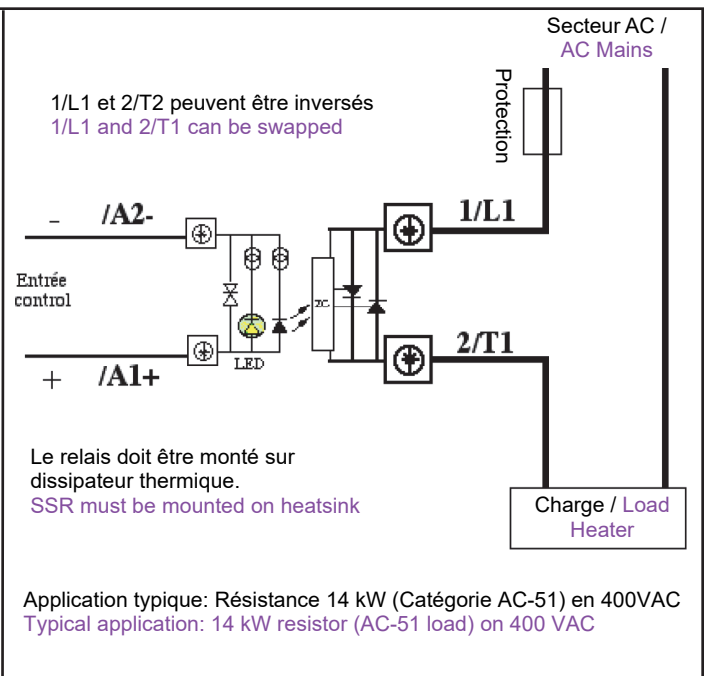 Secteur AC /
AC Mains
Protection
1/L1 et 2/T2 peuvent être inversés
1/L1 and 2/T1 can be swapped
- /A2-
1/L1
Entrée
control
ZC
LED
+ /A1+
2/T1
Le relais doit être monté sur
dissipateur thermique.
SSR must be mounted on heatsink
Charge / Load
Heater
Application typique: Résistance 14 kW (Catégorie AC-51) en 400VAC
Typical application: 14 kW resistor (AC-51 load) on 400 VAC